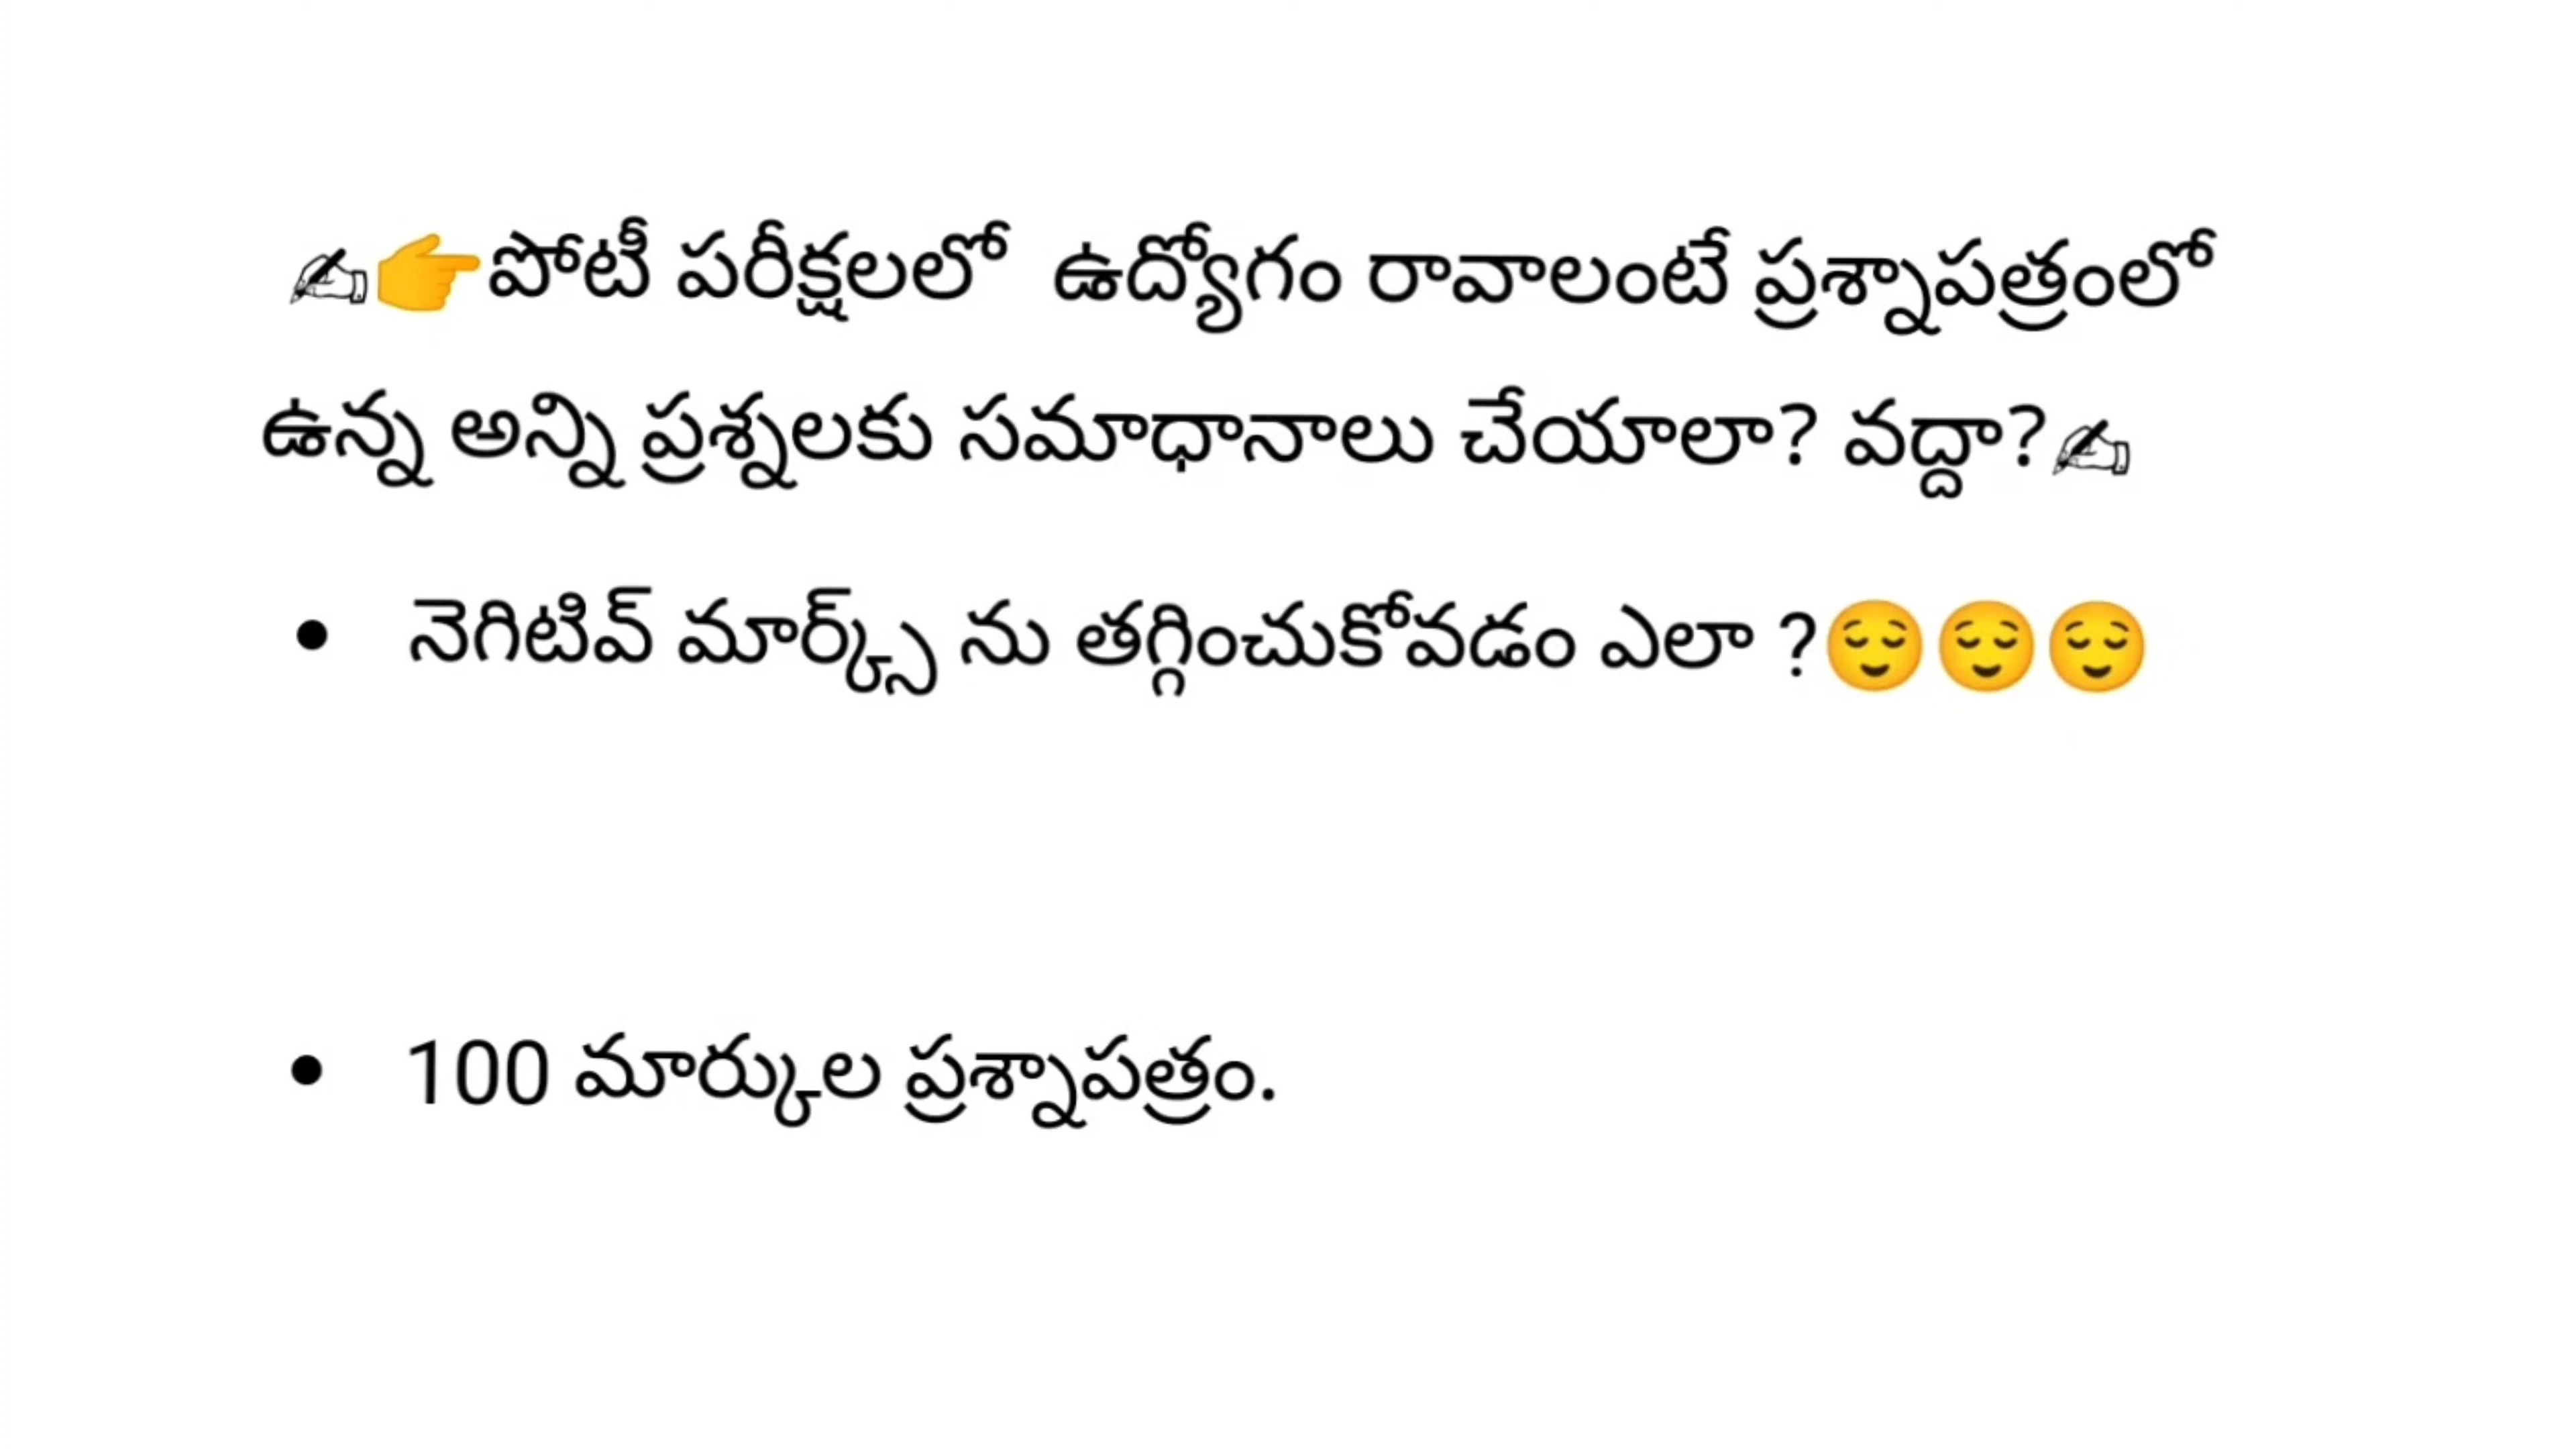 ✍👉పోటీ పరీక్షలలో ఉద్యోగం రావాలంటే ప్రశ్నాపత్రంలో
ఉన్న అన్ని ప్రశ్నలకు సమాధానాలు చేయాలా? వద్దా?✍
• నెగిటివ్ మార్క్స్ ను తగ్గించుకోవడం ఎలా ?😌😌😌
• 100 మార్కుల ప్రశ్నాపత్రం.